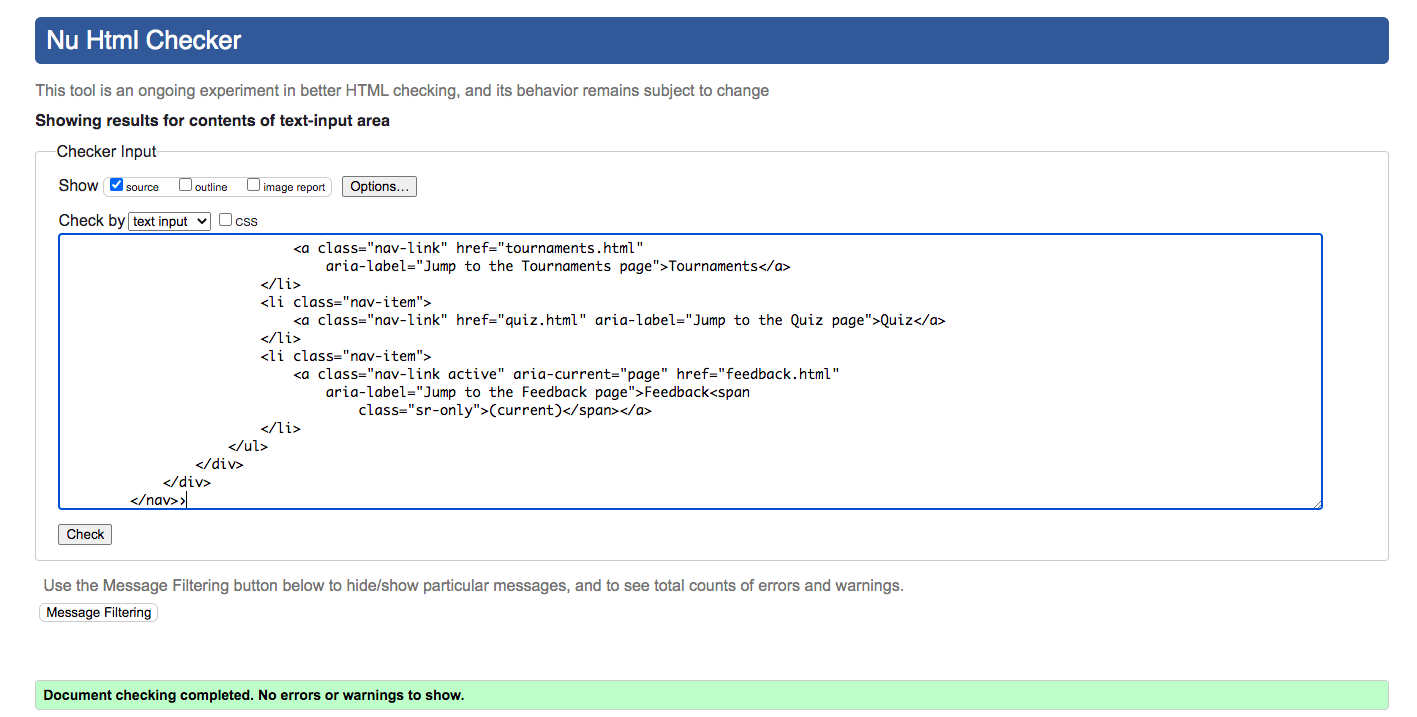 Nu Html Checker
This tool is an ongoing experiment in better HTML checking, and its behavior remains subject to change
Showing results for contents of text-input area
Checker Input
Show source outline image report Options...
Check by text input CSS
<a class="nav-link" href="tournaments.html"
aria-label="Jump to the Tournaments page">Tournaments</a>
</li>
<li class="nav-item">
<a class="nav-link" href="quiz.html" aria-label="Jump to the Quiz page">Quiz</a>
</li>
<li class="nav-item">
<a class="nav-link active" aria-current="page" href="feedback.html"
aria-label="Jump to the Feedback page">Feedback<span
class="sr-only">(current)</span></a>
</li>
</ul>
</div>
</div>
</nav>>
Check
Use the Message Filtering button below to hide/show particular messages, and to see total counts of errors and warnings.
Message Filtering
Document checking completed. No errors or warnings to show.